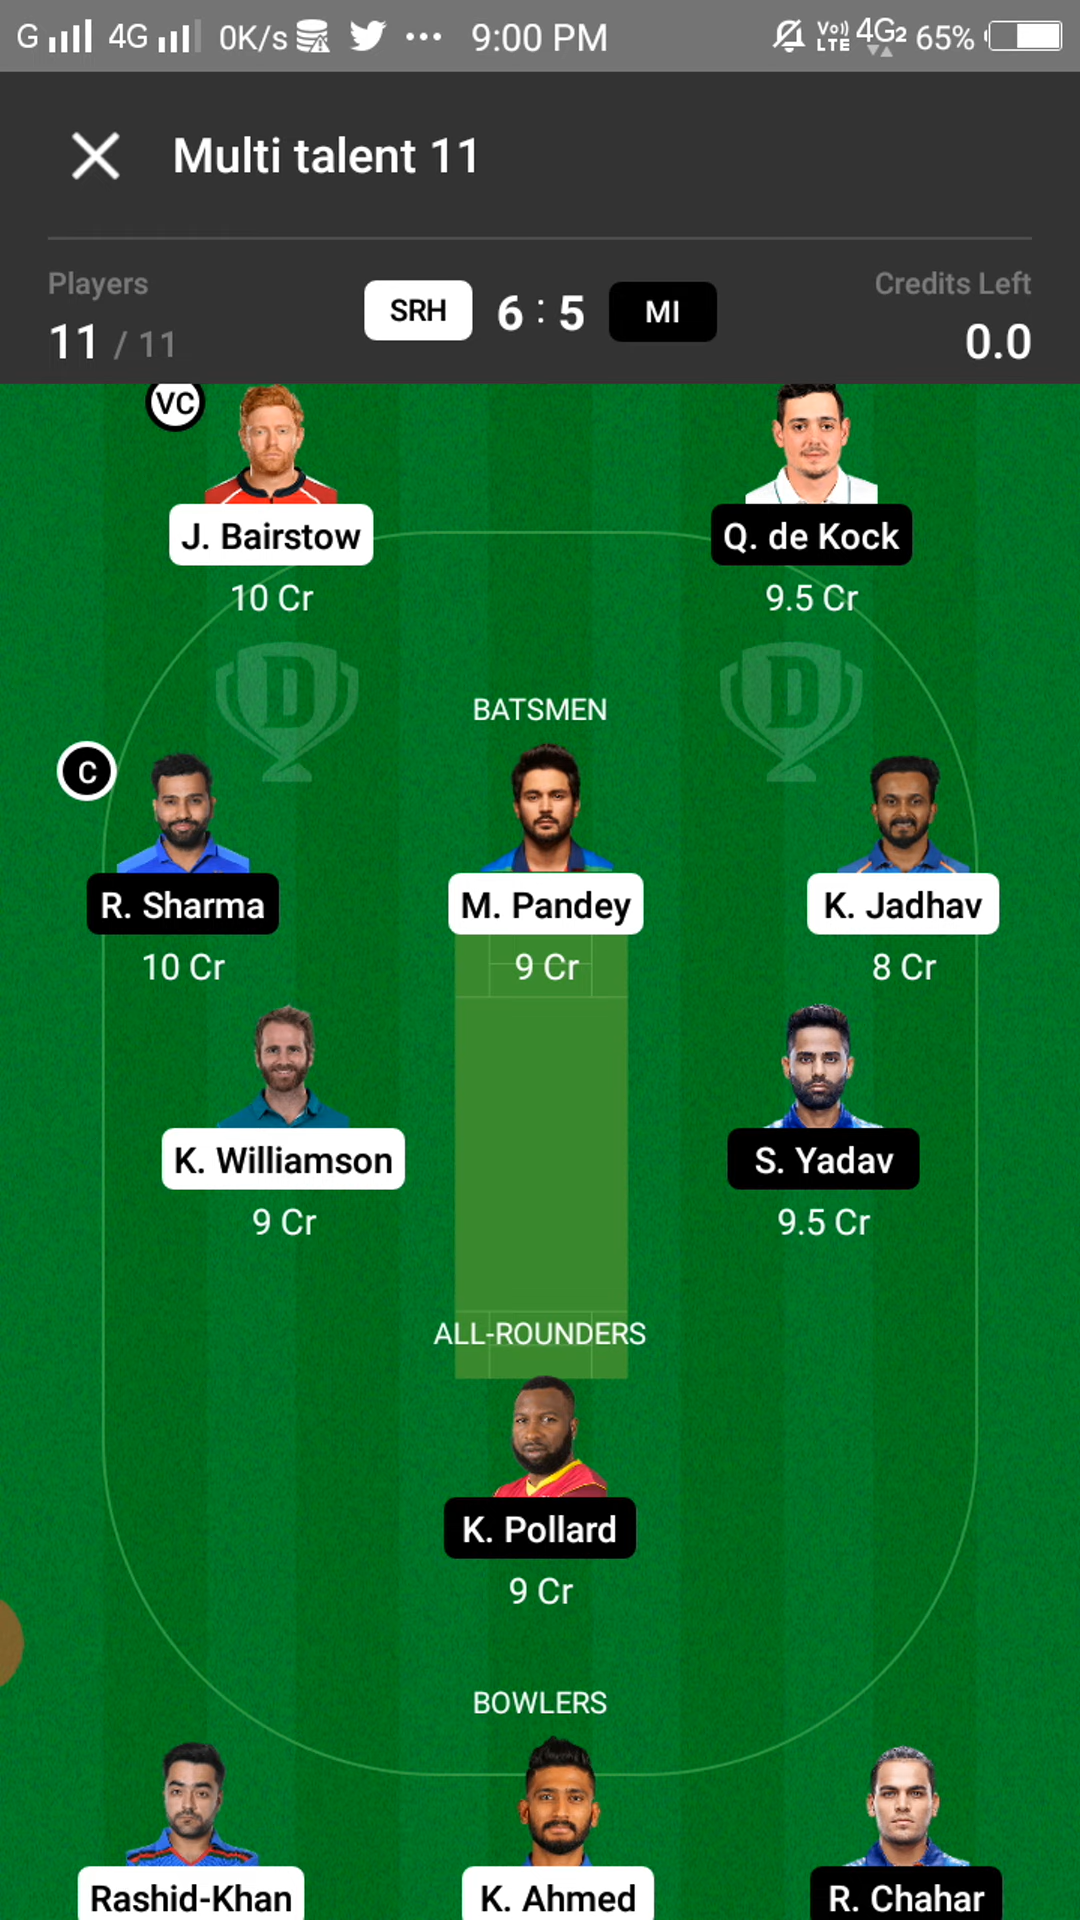 G 4G 0K/s 9:00 PM VoLTE 4G2 65%
Multi talent 11
Players Credits Left
11 / 11 SRH 6 : 5 MI 0.0
VC
J. Bairstow Q. de Kock
10 Cr 9.5 Cr
D D
BATSMEN
C
R. Sharma M. Pandey K. Jadhav
10 Cr 9 Cr 8 Cr
K. Williamson S. Yadav
9 Cr 9.5 Cr
ALL-ROUNDERS
K. Pollard
9 Cr
BOWLERS
Rashid-Khan K. Ahmed R. Chahar